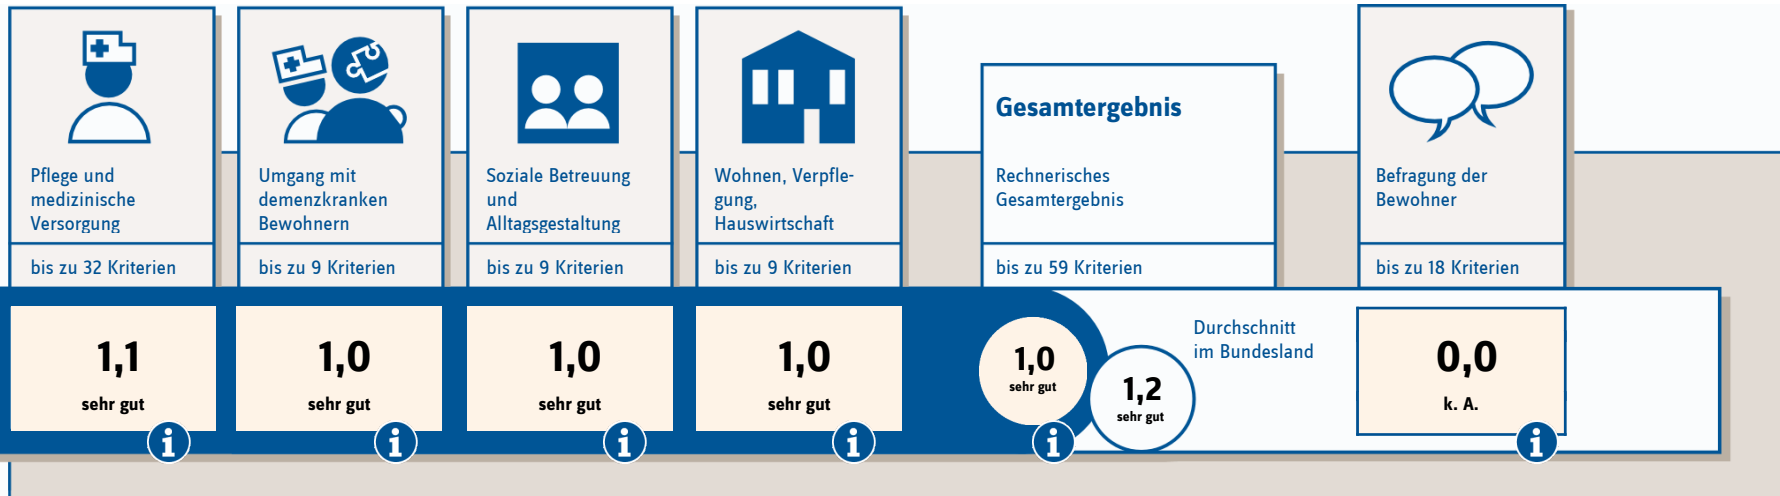 Pflege und
medizinische
Versorgung
bis zu 32 Kriterien
1,1
sehr gut
i
Umgang mit
demenzkranken
Bewohnern
bis zu 9 Kriterien
1,0
sehr gut
i
Soziale Betreuung
und
Alltagsgestaltung
bis zu 9 Kriterien
1,0
sehr gut
i
Wohnen, Verpfle-
gung,
Hauswirtschaft
bis zu 9 Kriterien
1,0
sehr gut
i
Gesamtergebnis
Rechnerisches
Gesamtergebnis
bis zu 59 Kriterien
1,0
sehr gut
i
1,2
sehr gut
Durchschnitt
im Bundesland
Befragung der
Bewohner
bis zu 18 Kriterien
0,0
k. A.
i